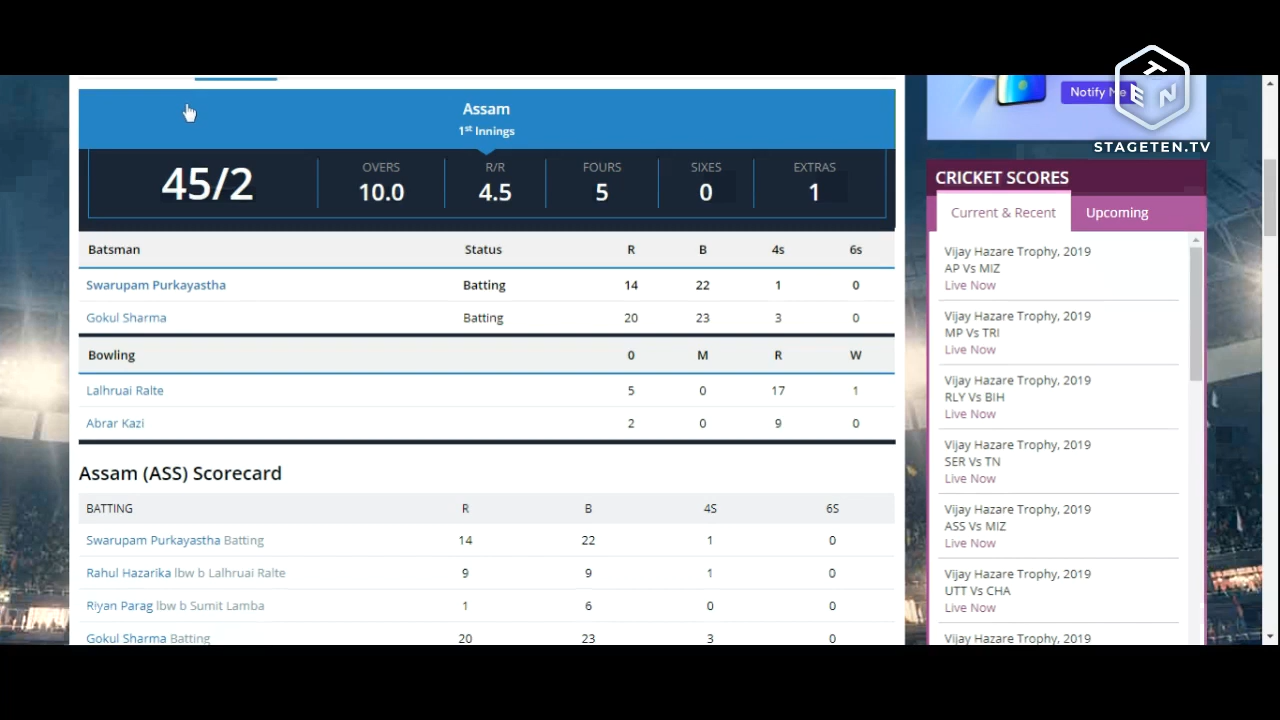 Assam
1st Innings
45/2
OVERS R/R FOURS SIXES EXTRAS
10.0 4.5 5 0 1
Batsman Status R B 4s 6s
Swarupam Purkayastha Batting 14 22 1 0
Gokul Sharma Batting 20 23 3 0
Bowling 0 M R W
Lalhruai Ralte 5 0 17 1
Abrar Kazi 2 0 9 0
Assam (ASS) Scorecard
BATTING R B 4S 6S
Swarupam Purkayastha Batting 14 22 1 0
Rahul Hazarika lbw b Lalhruai Ralte 9 9 1 0
Riyan Parag lbw b Sumit Lamba 1 6 0 0
Gokul Sharma Batting 20 23 3 0
Notify Me
TEN
STAGETEN.TV
CRICKET SCORES
Current & Recent Upcoming
Vijay Hazare Trophy, 2019
AP Vs MIZ
Live Now
Vijay Hazare Trophy, 2019
MP Vs TRI
Live Now
Vijay Hazare Trophy, 2019
RLY Vs BIH
Live Now
Vijay Hazare Trophy, 2019
SER Vs TN
Live Now
Vijay Hazare Trophy, 2019
ASS Vs MIZ
Live Now
Vijay Hazare Trophy, 2019
UTT Vs CHA
Live Now
Vijay Hazare Trophy, 2019